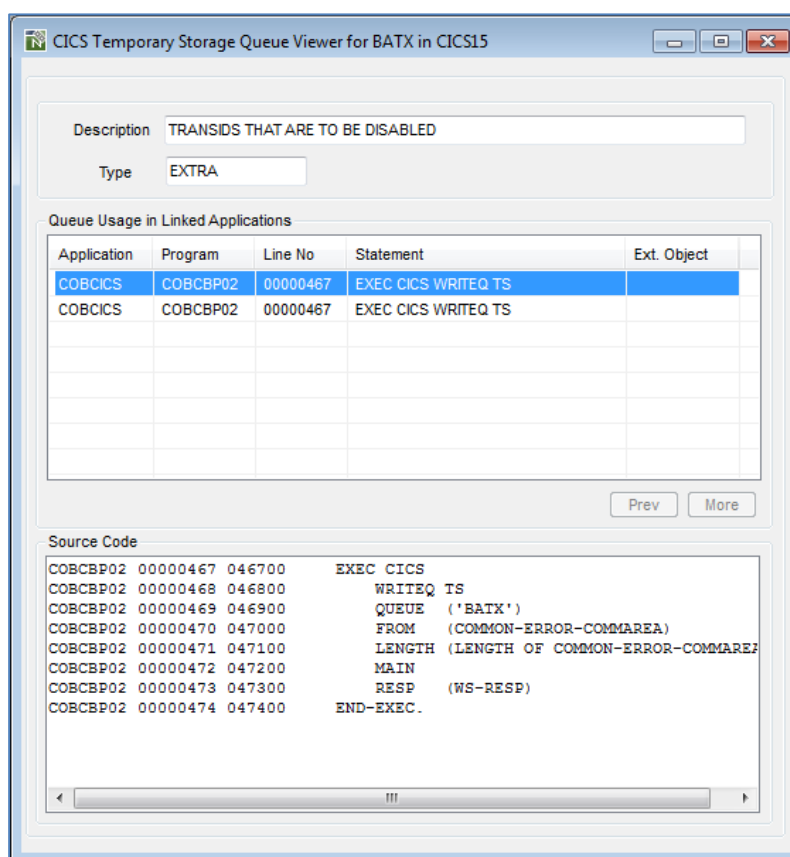 CICS Temporary Storage Queue Viewer for BATX in CICS15
Description TRANSIDS THAT ARE TO BE DISABLED
Type EXTRA
Queue Usage in Linked Applications
Application Program Line No Statement Ext. Object
COBCICS COBCBP02 00000467 EXEC CICS WRITEQ TS
COBCICS COBCBP02 00000467 EXEC CICS WRITEQ TS
Prev More
Source Code
COBCBP02 00000467 046700 EXEC CICS
COBCBP02 00000468 046800 WRITEQ TS
COBCBP02 00000469 046900 QUEUE ('BATX')
COBCBP02 00000470 047000 FROM (COMMON-ERROR-COMMAREA)
COBCBP02 00000471 047100 LENGTH (LENGTH OF COMMON-ERROR-COMMAREA
COBCBP02 00000472 047200 MAIN
COBCBP02 00000473 047300 RESP (WS-RESP)
COBCBP02 00000474 047400 END-EXEC.